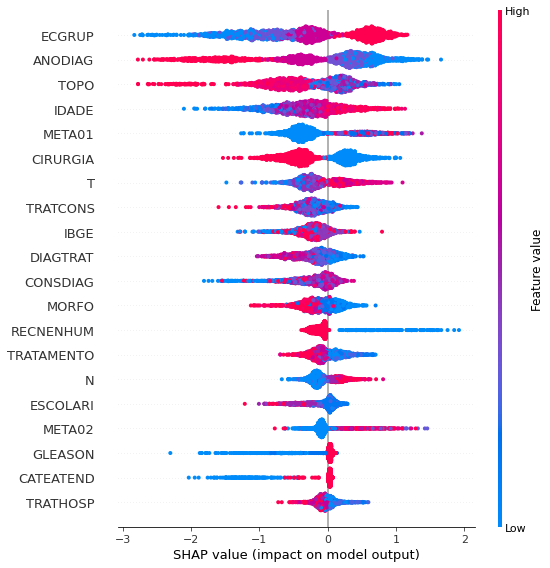 High
ECGRUP
ANODIAG
TOPO
IDADE
META01
CIRURGIA
T
TRATCONS
IBGE
DIAGTRAT
CONSDIAG
MORFO
RECNENHUM
TRATAMENTO
N
ESCOLARI
META02
GLEASON
CATEATEND
TRATHOSP
Feature value
Low
−3 −2 −1 0 1 2
SHAP value (impact on model output)